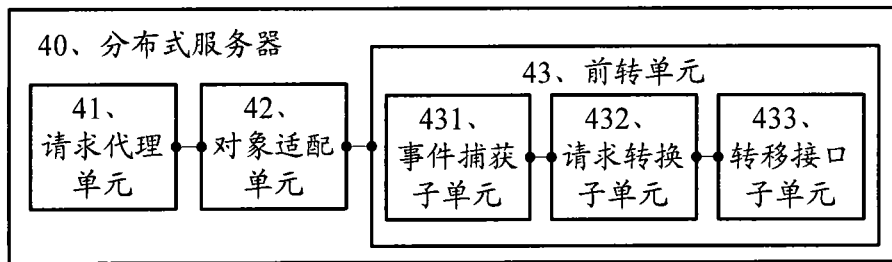 40、分布式服务器
43、前转单元
41、
请求代理
单元
42、
对象适配
单元
431、
事件捕获
子单元
432、
请求转换
子单元
433、
转移接口
子单元